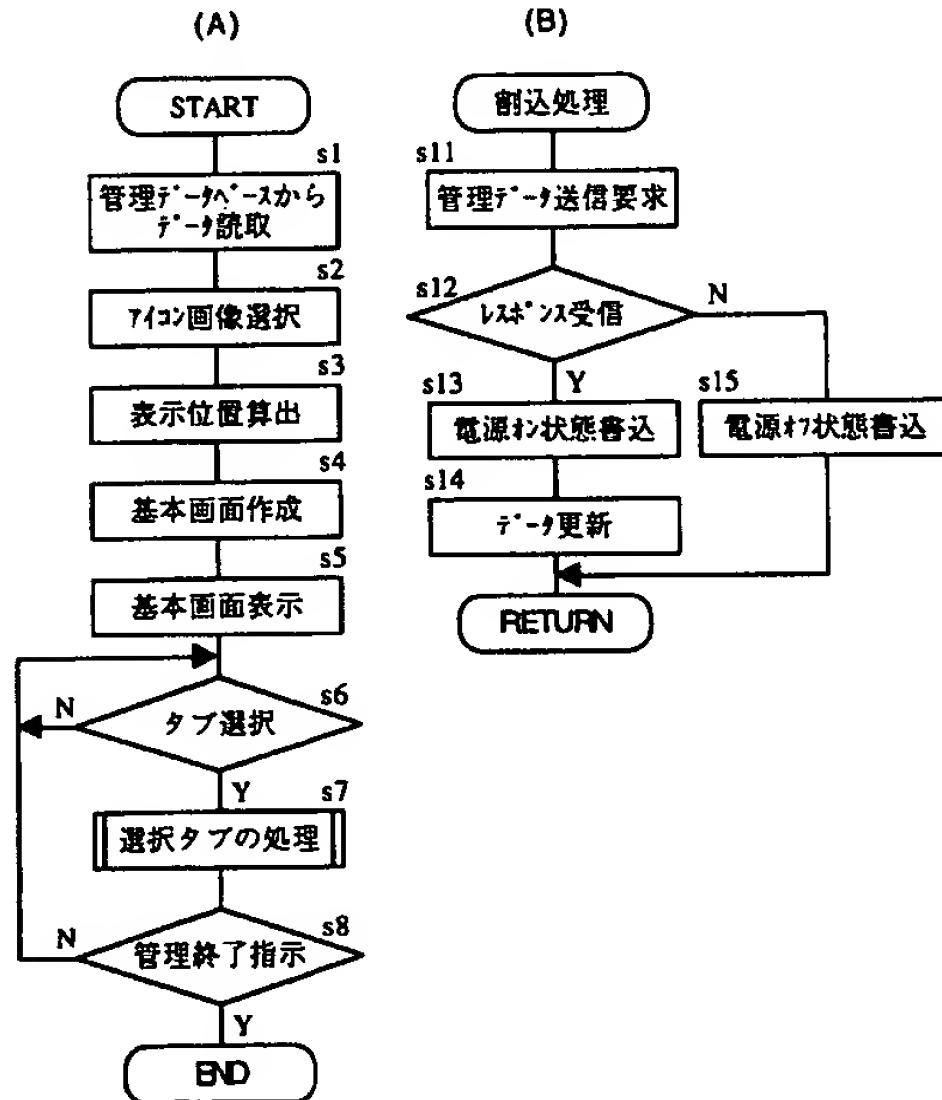 (A)
START
s1
管理ﾃﾞｰﾀﾍﾞｰｽから
ﾃﾞｰﾀ読取
s2
ｱｲｺﾝ画像選択
s3
表示位置算出
s4
基本画面作成
s5
基本画面表示
s6
タブ選択
N
Y
s7
選択タブの処理
s8
管理終了指示
N
Y
END
(B)
割込処理
s11
管理ﾃﾞｰﾀ送信要求
s12
ﾚｽﾎﾟﾝｽ受信
N
Y
s13
電源ｵﾝ状態書込
s15
電源ｵﾌ状態書込
s14
ﾃﾞｰﾀ更新
RETURN